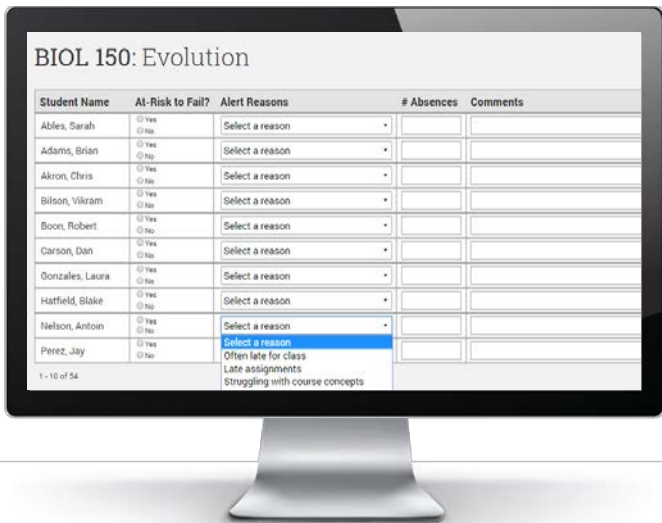 BIOL 150: Evolution
Student Name At-Risk to Fail? Alert Reasons # Absences Comments
Ables, Sarah Yes No Select a reason
Adams, Brian Yes No Select a reason
Akron, Chris Yes No Select a reason
Bilson, Vikram Yes No Select a reason
Boon, Robert Yes No Select a reason
Carson, Dan Yes No Select a reason
Gonzales, Laura Yes No Select a reason
Hatfield, Blake Yes No Select a reason
Nelson, Antoin Yes No Select a reason
Select a reason
Perez, Jay Yes No Often late for class
Late assignments
1 - 10 of 54 Struggling with course concepts